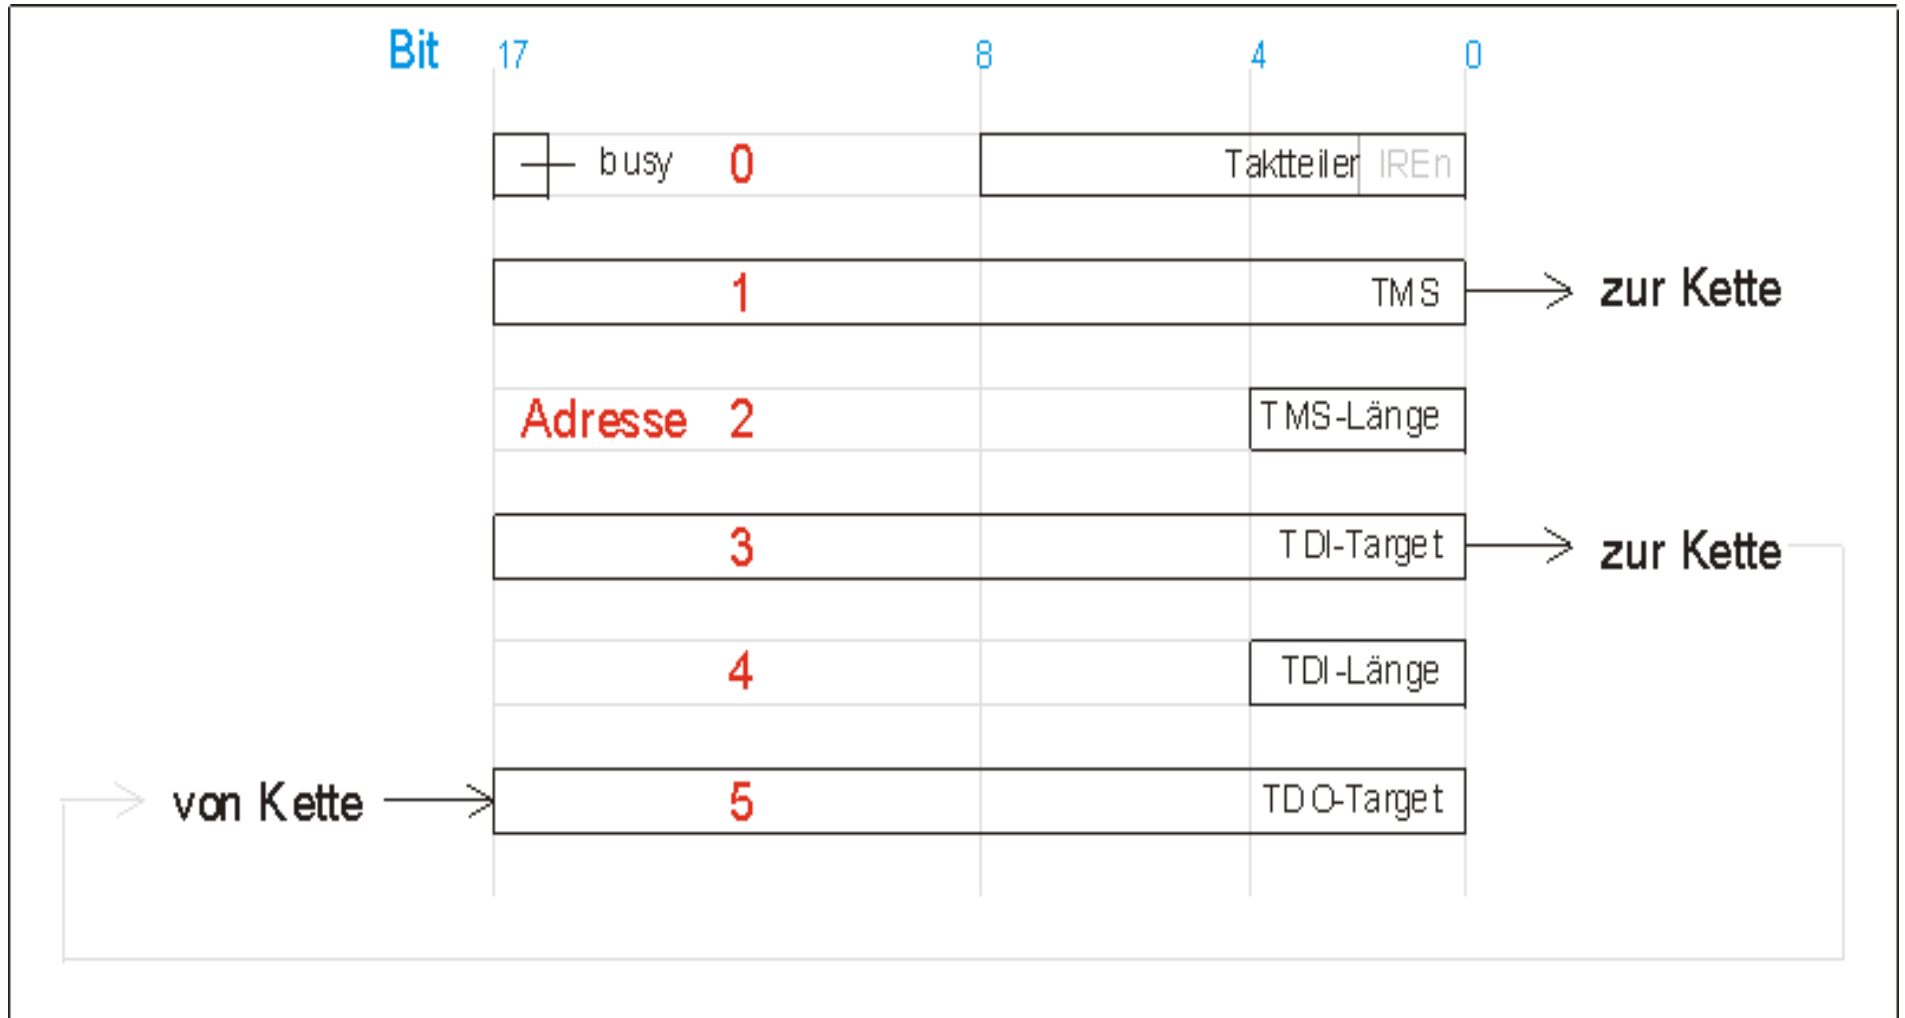 Bit 17 8 4 0
busy 0 Taktteiler IREn
1 TMS zur Kette
Adresse 2 TMS-Länge
3 TDI-Target zur Kette
4 TDI-Länge
von Kette 5 TDO-Target